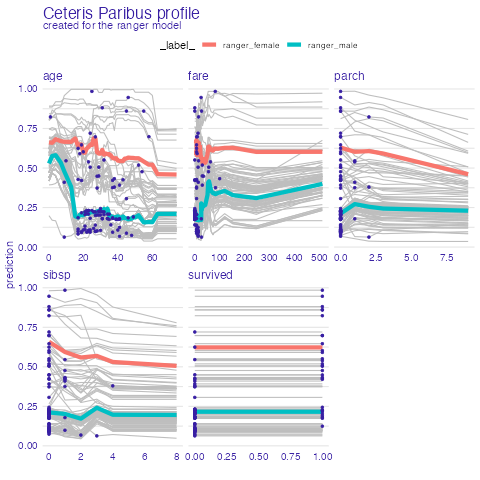 Ceteris Paribus profile
created for the ranger model
_label_ ranger_female ranger_male
age fare parch
1.00
0.75
0.50
0.25
0.00
0 20 40 60 0 100 200 300 400 500 0.0 2.5 5.0 7.5
prediction
sibsp survived
1.00
0.75
0.50
0.25
0.00
0 2 4 6 8 0.00 0.25 0.50 0.75 1.00